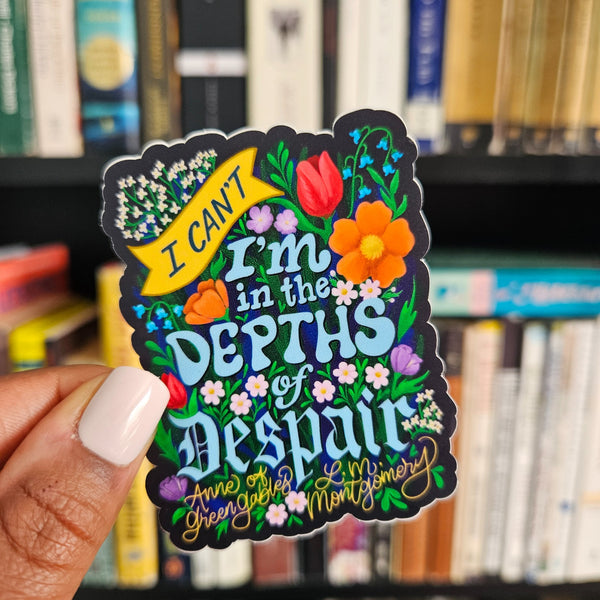 I CAN'T
I'm
in the
DEPTHS
of
Despair
Anne of
green gables
L. M.
Montgomery